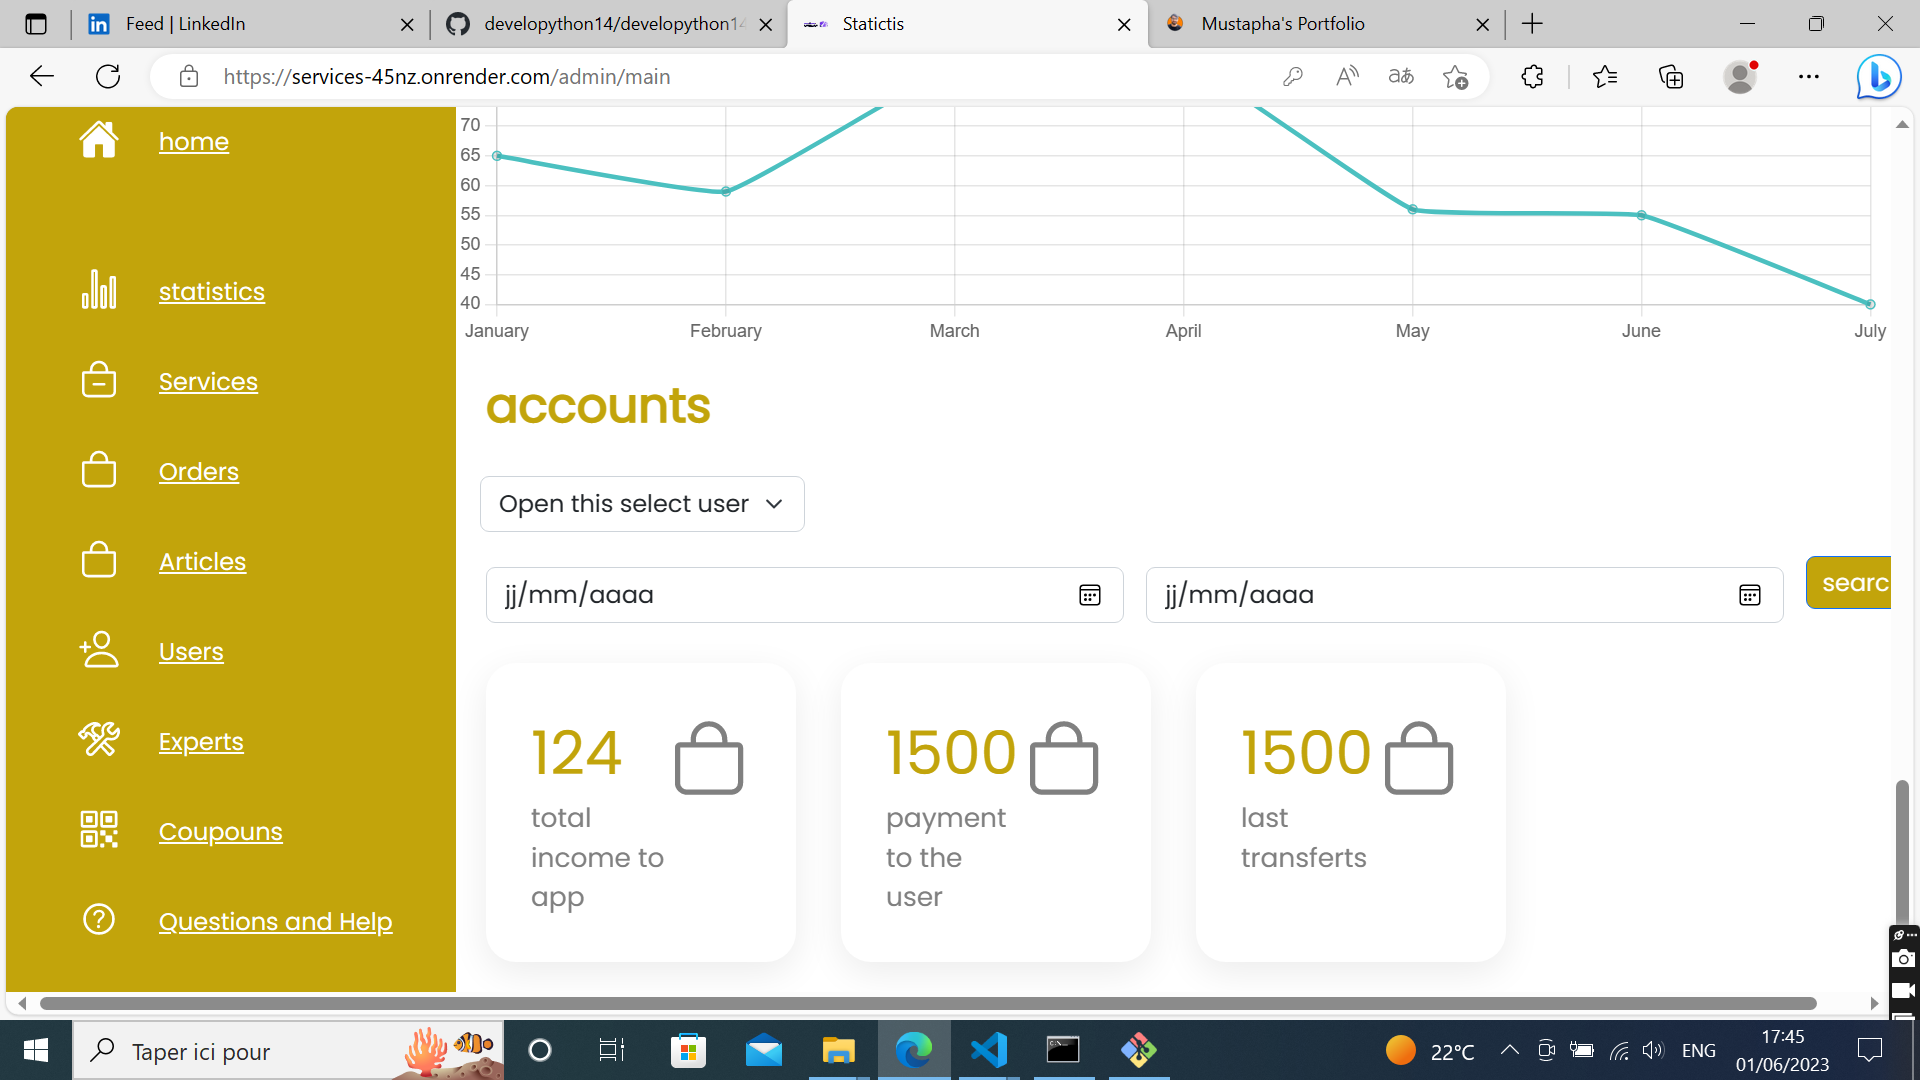 Feed | LinkedIn
developython14/developython14
Statictis
Mustapha's Portfolio
https://services-45nz.onrender.com/admin/main
home
statistics
Services
Orders
Articles
Users
Experts
Coupouns
Questions and Help
70
65
60
55
50
45
40
January February March April May June July
accounts
Open this select user
jj/mm/aaaa
jj/mm/aaaa
searc
124
total
income to
app
1500
payment
to the
user
1500
last
transferts
Taper ici pour
22°C
ENG
17:45
01/06/2023